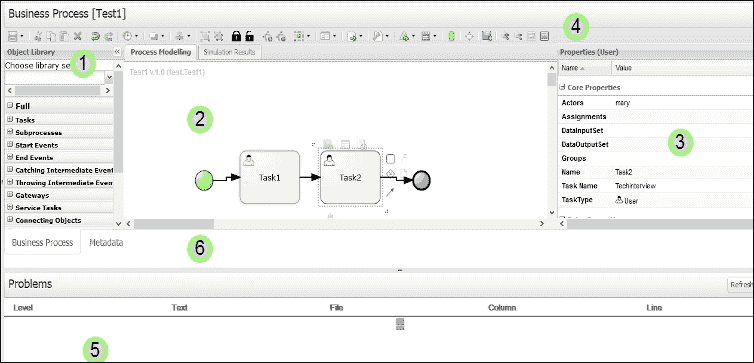 Business Process [Test1]
4
Object Library
Process Modelling
Simulation Results
Properties (User)
Choose library se
1
Name
Value
Test1 v.1.0 (test.Test1)
Core Properties
Full
Actors
mary
Tasks
2
Assignments
Subprocesses
DataInputSet
3
Start Events
DataOutputSet
End Events
Groups
Catching Intermediate Even
Task1
Task2
Name
Task2
Throwing Intermediate Even
Task Name
TechInterview
Gateways
TaskType
User
Service Tasks
Connecting Objects
Business Process
Metadata
6
Problems
Refresh
Level
Text
File
Column
Line
5